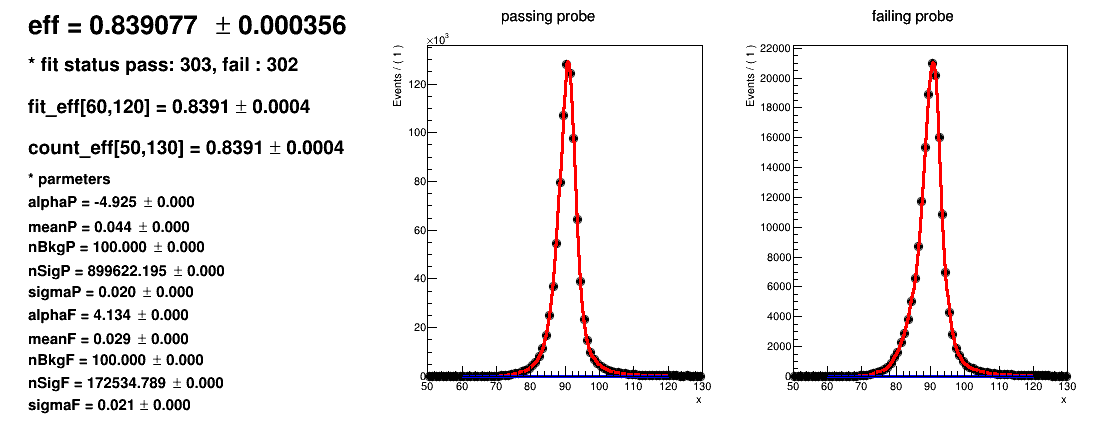 eff = 0.839077 ± 0.000356
* fit status pass: 303, fail : 302
fit_eff[60,120] = 0.8391 ± 0.0004
count_eff[50,130] = 0.8391 ± 0.0004
* parmeters
alphaP = -4.925 ± 0.000
meanP = 0.044 ± 0.000
nBkgP = 100.000 ± 0.000
nSigP = 899622.195 ± 0.000
sigmaP = 0.020 ± 0.000
alphaF = 4.134 ± 0.000
meanF = 0.029 ± 0.000
nBkgF = 100.000 ± 0.000
nSigF = 172534.789 ± 0.000
sigmaF = 0.021 ± 0.000
passing probe
×10³
Events / ( 1 )
120
100
80
60
40
20
0
50 60 70 80 90 100 110 120 130
x
failing probe
Events / ( 1 )
22000
20000
18000
16000
14000
12000
10000
8000
6000
4000
2000
0
50 60 70 80 90 100 110 120 130
x